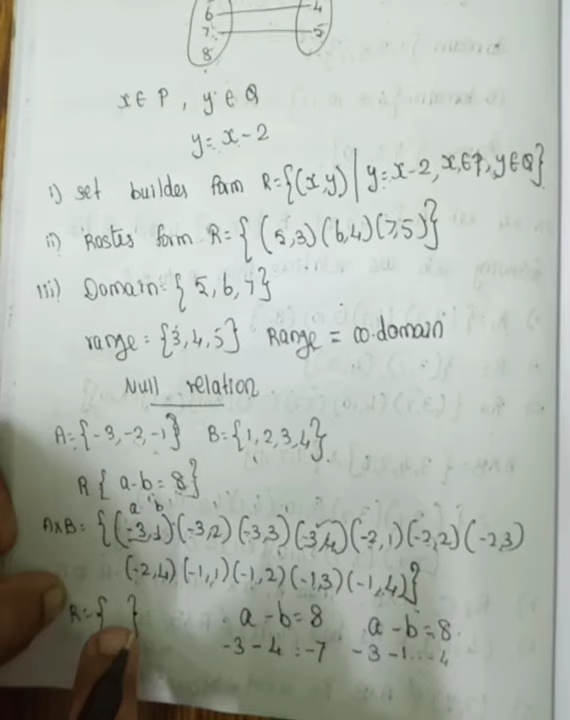 6 4
7 5
8
x ∈ P, y ∈ Q
y = x - 2
i) set builder form R = {(x,y) | y = x-2, x ∈ P, y ∈ Q}
ii) Roster form R = { (5,3) (6,4) (7,5) }
iii) Domain = { 5, 6, 7 }
range = {3, 4, 5} Range = co.domain
Null relation
A = {-3, -2, -1} B = {1, 2, 3, 4}
R { a-b = 8 }
a b
A×B = { (-3,1) (-3,2) (-3,3) (-3,4) (-2,1) (-2,2) (-2,3)
(-2,4) (-1,1) (-1,2) (-1,3) (-1,4) }
R = { } a - b = 8 a - b = 8
-3 - 4 = -7 -3 - 1 = -4